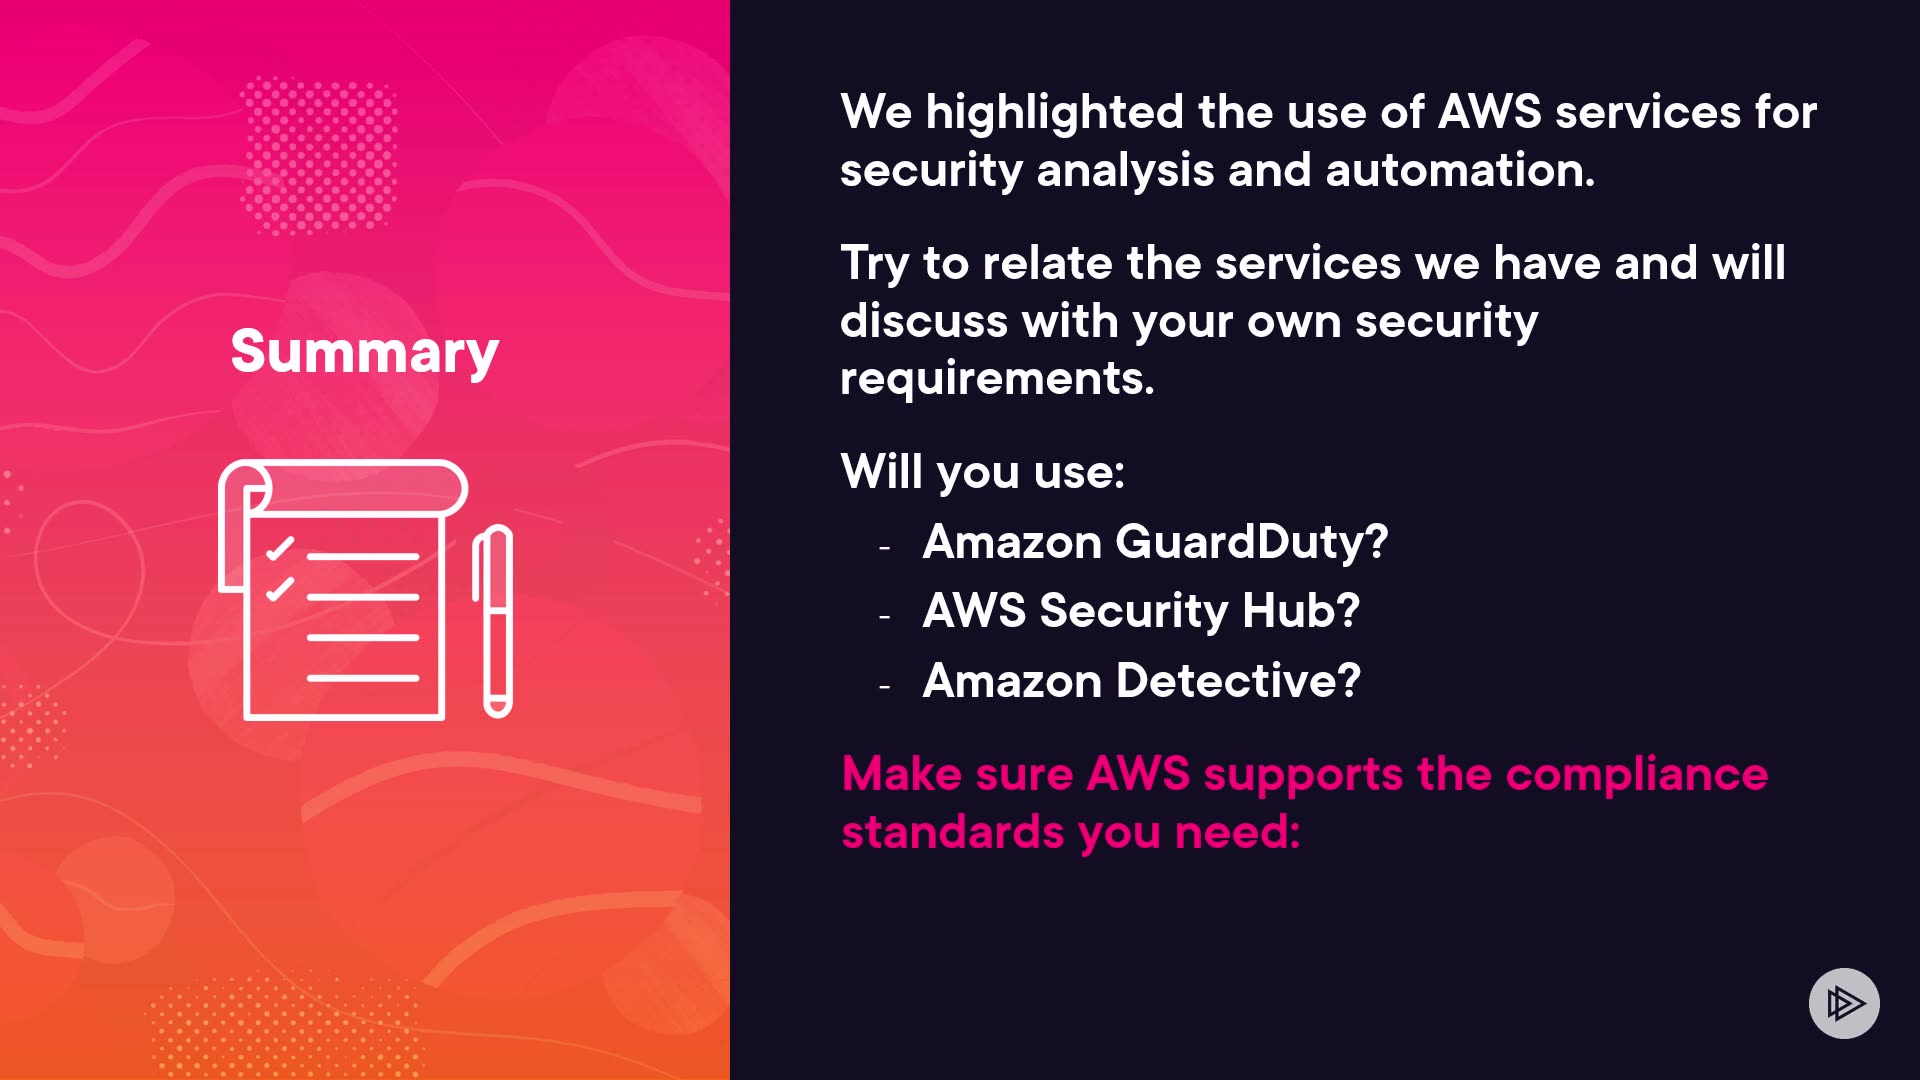 Summary
We highlighted the use of AWS services for
security analysis and automation.
Try to relate the services we have and will
discuss with your own security
requirements.
Will you use:
- Amazon GuardDuty?
- AWS Security Hub?
- Amazon Detective?
Make sure AWS supports the compliance
standards you need: